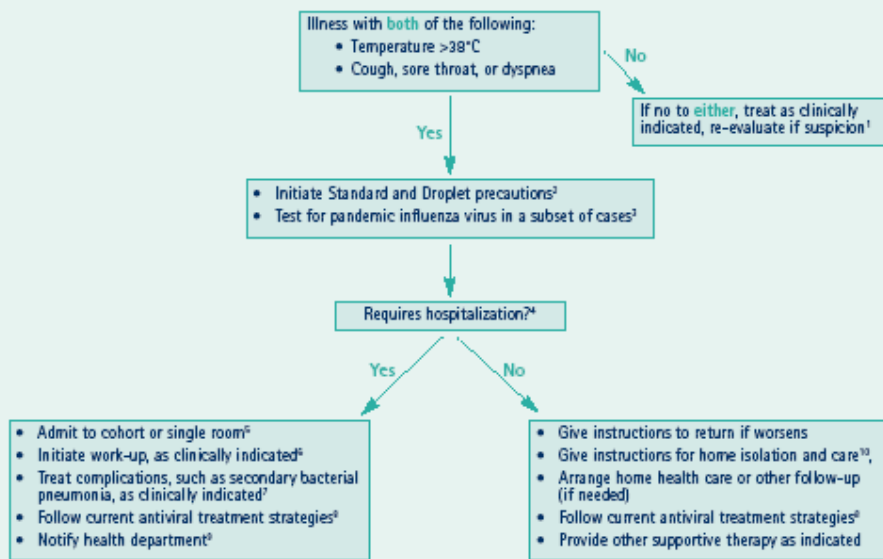 Illness with both of the following:
• Temperature >38°C
• Cough, sore throat, or dyspnea
No
If no to either, treat as clinically
indicated, re-evaluate if suspicion¹
Yes
• Initiate Standard and Droplet precautions²
• Test for pandemic influenza virus in a subset of cases³
Requires hospitalization?⁴
Yes
No
• Admit to cohort or single room⁵
• Initiate work-up, as clinically indicated⁶
• Treat complications, such as secondary bacterial
pneumonia, as clinically indicated⁷
• Follow current antiviral treatment strategies⁸
• Notify health department⁹
• Give instructions to return if worsens
• Give instructions for home isolation and care¹⁰,
• Arrange home health care or other follow-up
(if needed)
• Follow current antiviral treatment strategies⁸
• Provide other supportive therapy as indicated